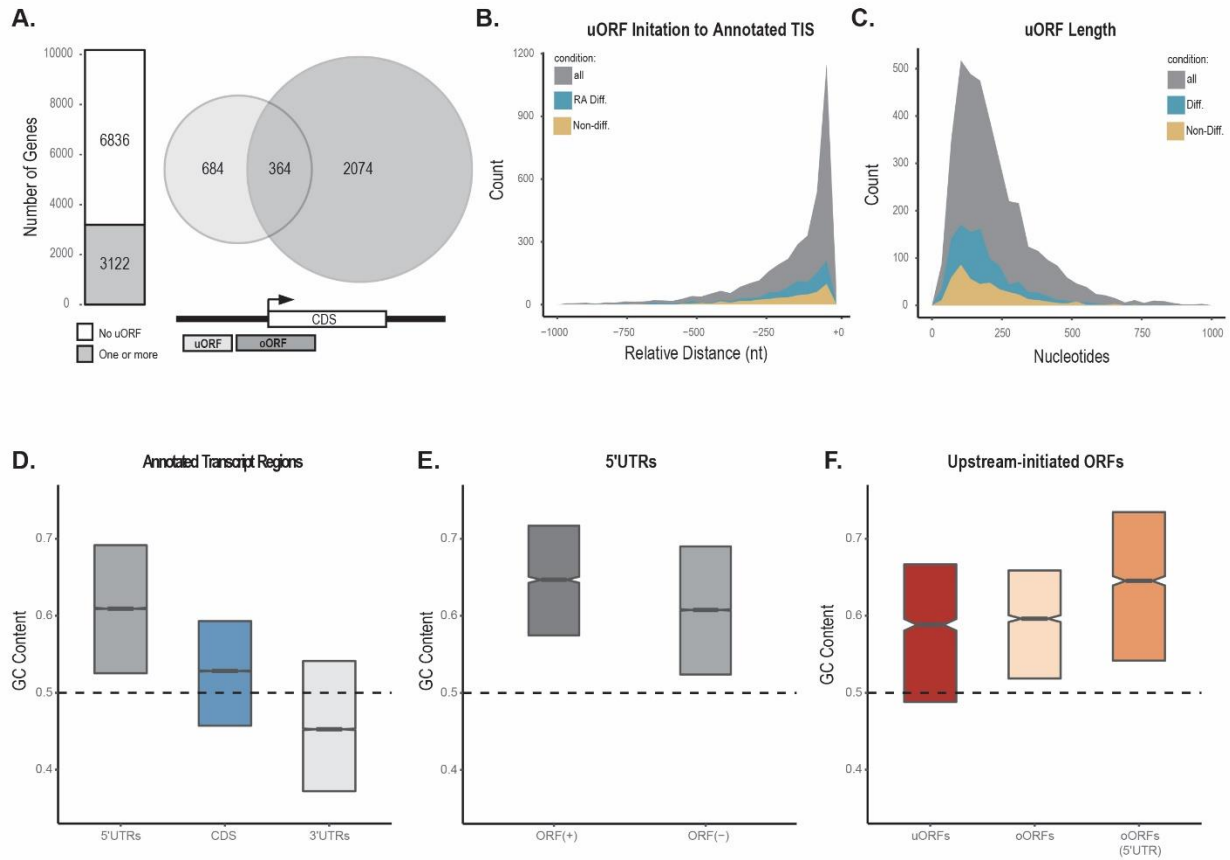 A.
10000
8000
6000
4000
2000
0
Number of Genes
6836
3122
No uORF
One or more
684
364
2074
CDS
uORF
oORF
B.
uORF Initation to Annotated TIS
condition:
all
RA Diff.
Non-diff.
1200
900
600
300
0
Count
−1000
−750
−500
−250
+0
Relative Distance (nt)
C.
uORF Length
condition:
all
Diff.
Non-Diff.
500
400
300
200
100
0
Count
0
250
500
750
1000
Nucleotides
D.
Annotated Transcript Regions
0.7
0.6
0.5
0.4
GC Content
5'UTRs
CDS
3'UTRs
E.
5'UTRs
0.7
0.6
0.5
0.4
GC Content
ORF(+)
ORF(−)
F.
Upstream-initiated ORFs
0.7
0.6
0.5
0.4
GC Content
uORFs
oORFs
oORFs
(5'UTR)